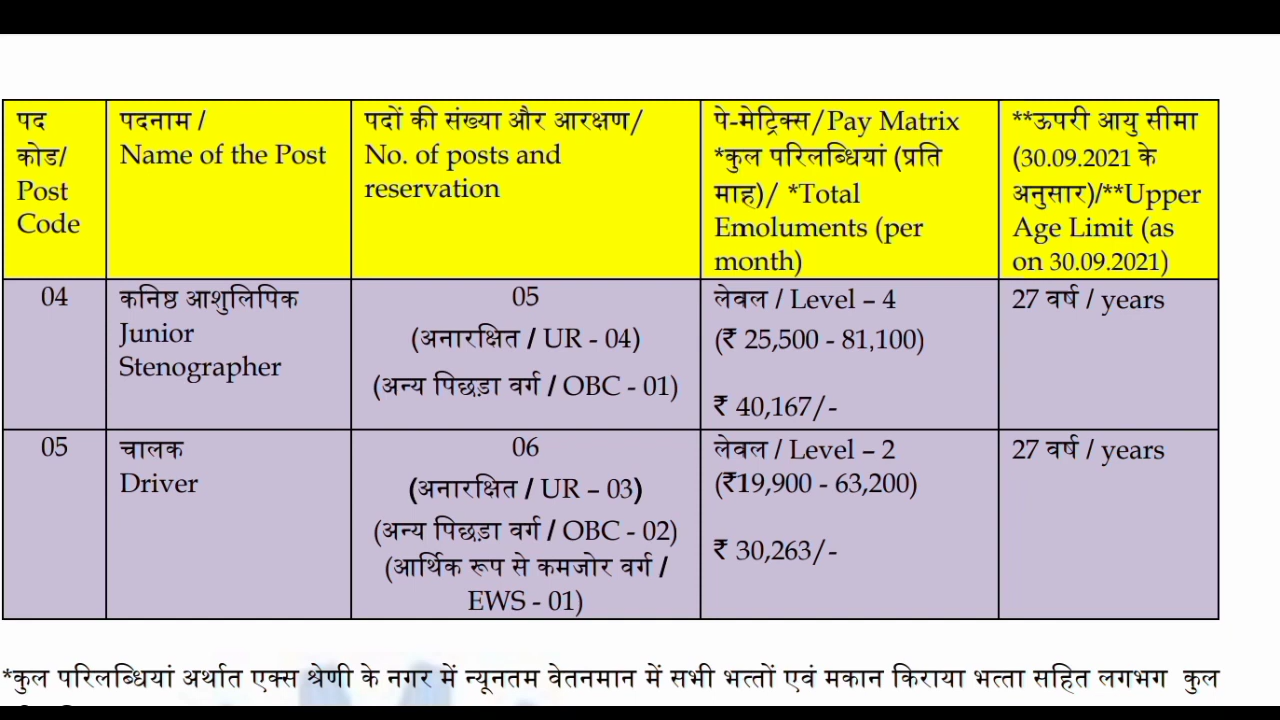 पद
कोड/
Post
Code
पदनाम /
Name of the Post
पदों की संख्या और आरक्षण/
No. of posts and
reservation
पे-मेट्रिक्स/Pay Matrix
*कुल परिलब्धियां (प्रति
माह)/ *Total
Emoluments (per
month)
**ऊपरी आयु सीमा
(30.09.2021 के
अनुसार)/**Upper
Age Limit (as
on 30.09.2021)
04
कनिष्ठ आशुलिपिक
Junior
Stenographer
05
(अनारक्षित / UR - 04)
(अन्य पिछड़ा वर्ग / OBC - 01)
लेवल / Level – 4
(₹ 25,500 - 81,100)
₹ 40,167/-
27 वर्ष / years
05
चालक
Driver
06
(अनारक्षित / UR – 03)
(अन्य पिछड़ा वर्ग / OBC - 02)
(आर्थिक रूप से कमजोर वर्ग /
EWS - 01)
लेवल / Level – 2
(₹19,900 - 63,200)
₹ 30,263/-
27 वर्ष / years
*कुल परिलब्धियां अर्थात एक्स श्रेणी के नगर में न्यूनतम वेतनमान में सभी भत्तों एवं मकान किराया भत्ता सहित लगभग कुल